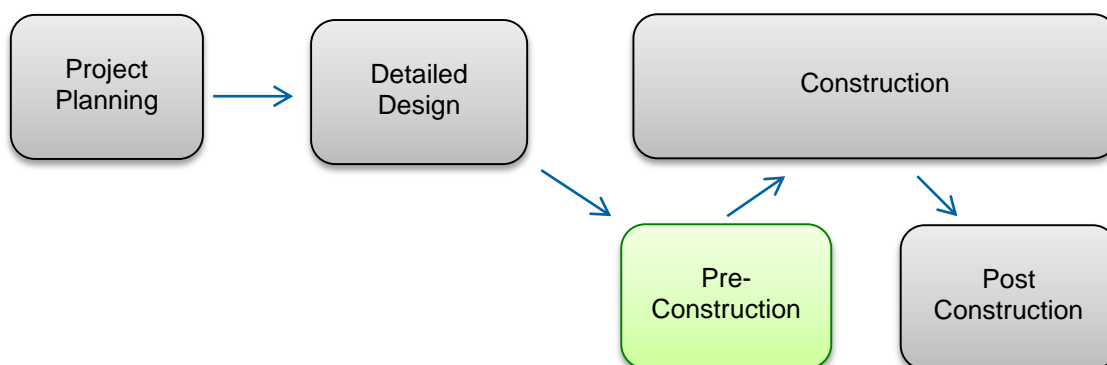 Project
Planning
Detailed
Design
Construction
Pre-
Construction
Post
Construction